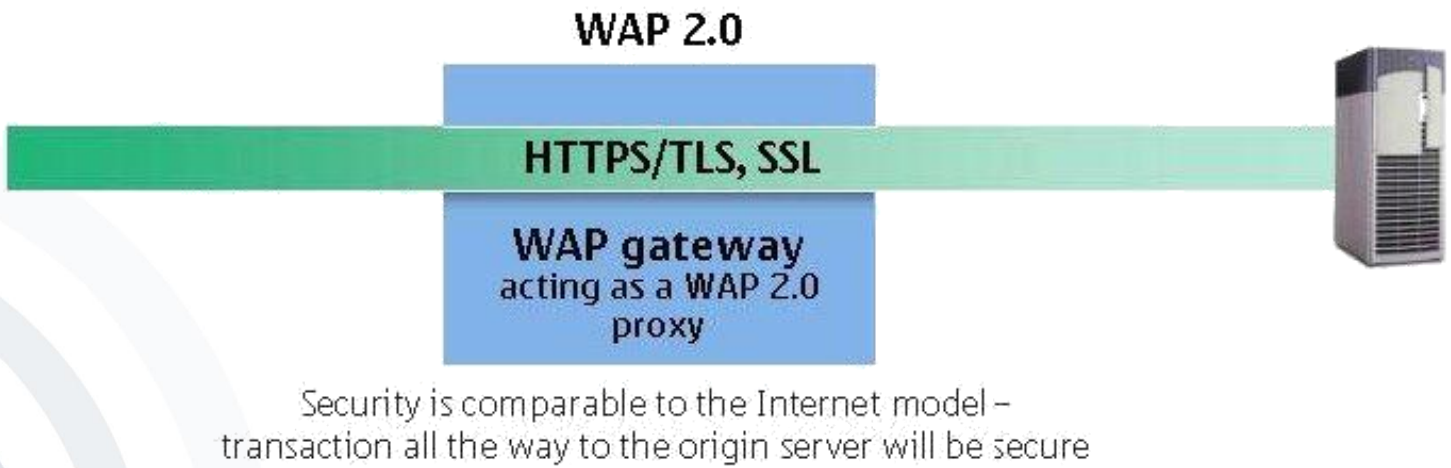 WAP 2.0
HTTPS/TLS, SSL
WAP gateway
acting as a WAP 2.0
proxy
Security is comparable to the Internet model –
transaction all the way to the origin server will be secure